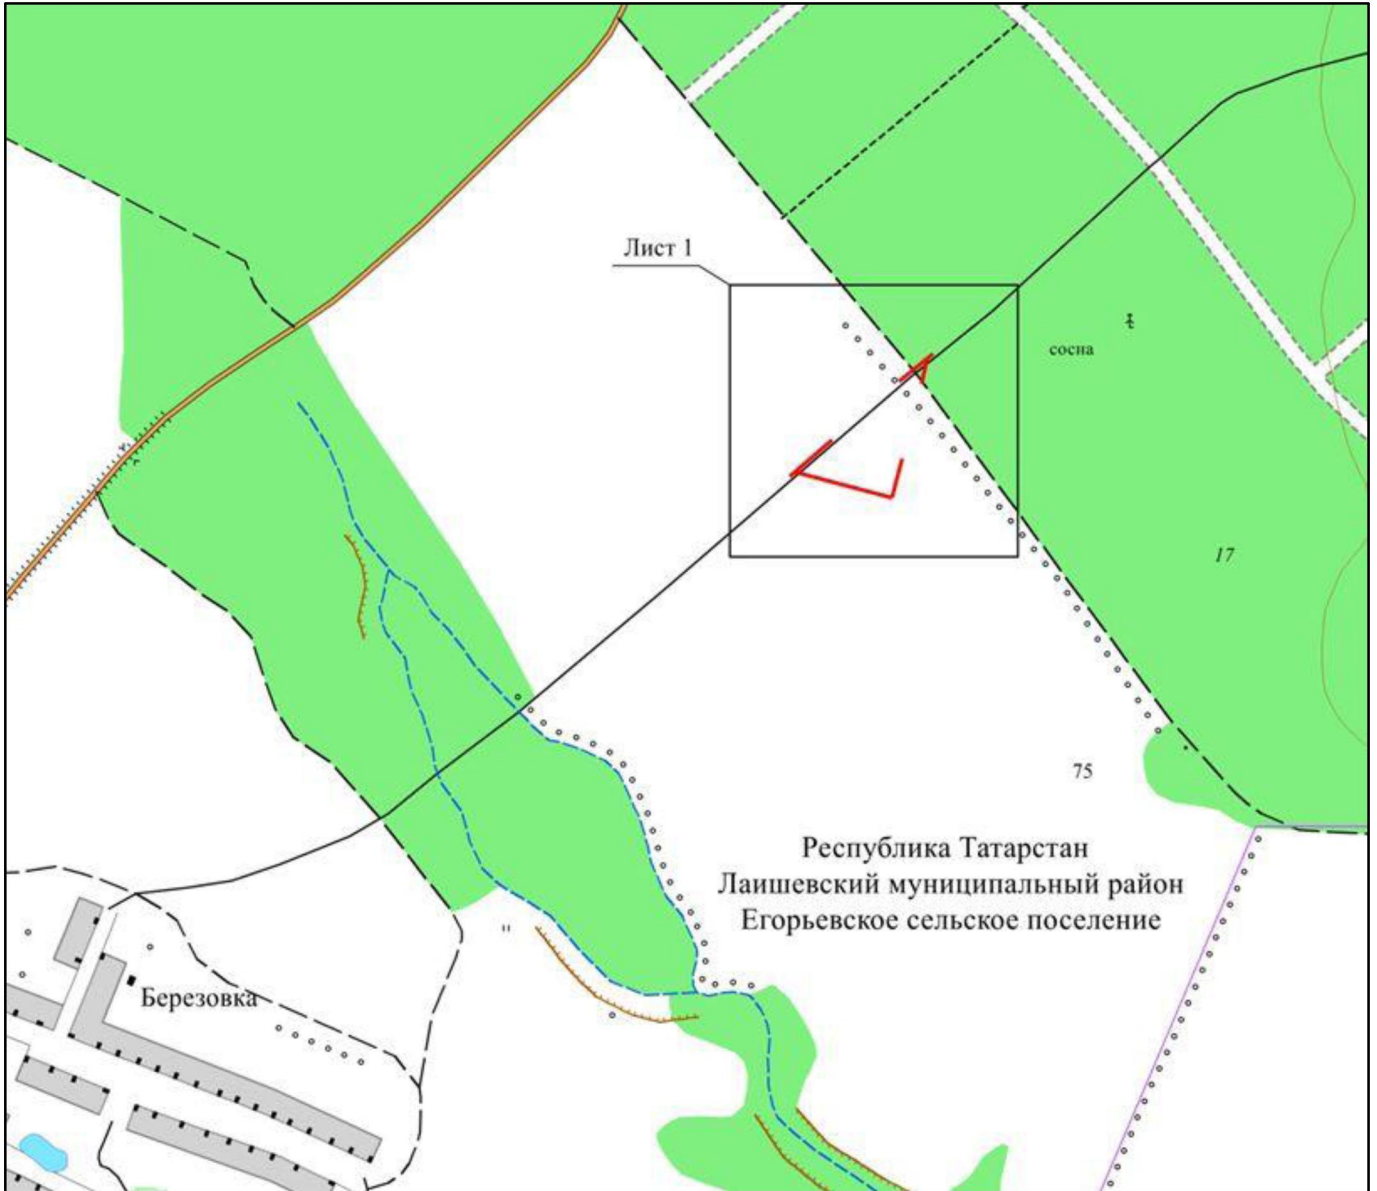 Лист 1
сосна
17
75
Республика Татарстан
Лаишевский муниципальный район
Егорьевское сельское поселение
Березовка